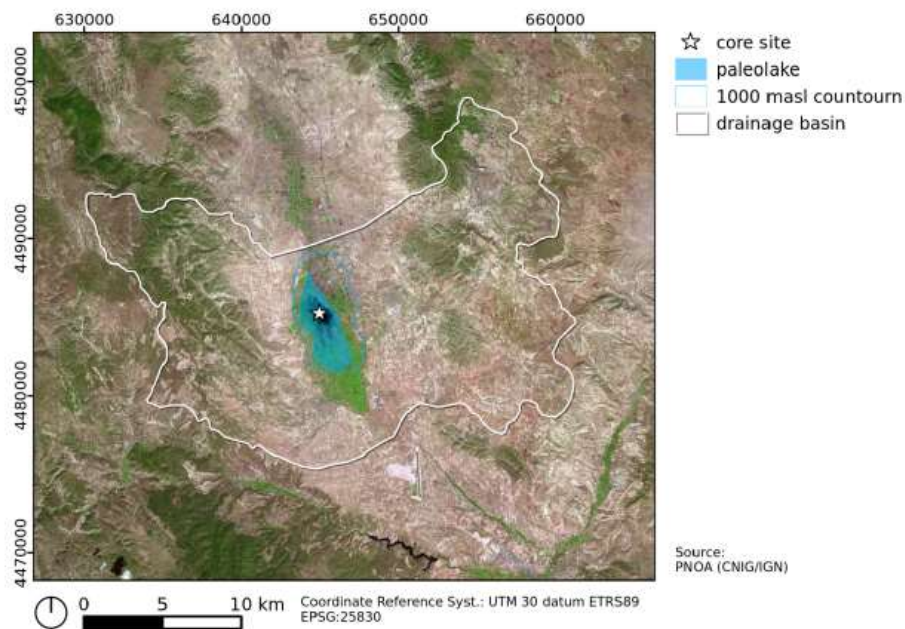 630000 640000 650000 660000
4500000
4490000
4480000
4470000
core site
paleolake
1000 masl countourn
drainage basin
Source:
PNOA (CNIG/IGN)
0 5 10 km
Coordinate Reference Syst.: UTM 30 datum ETRS89
EPSG:25830